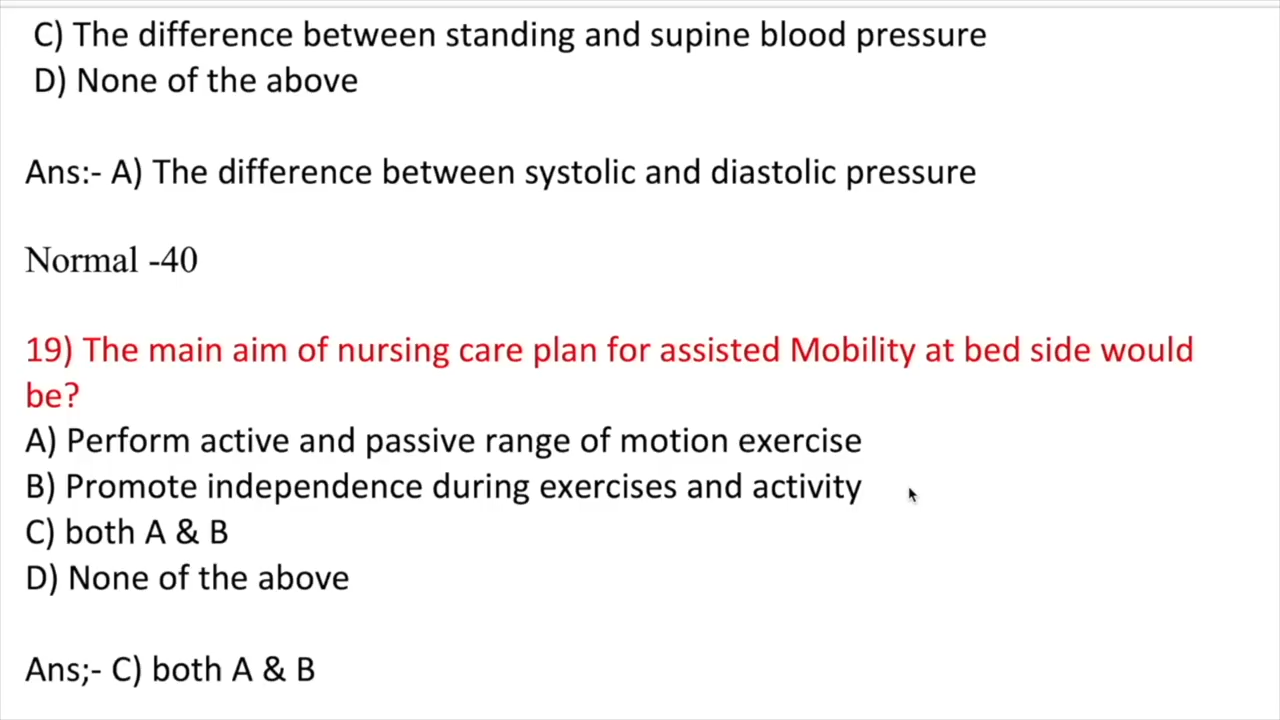 C) The difference between standing and supine blood pressure
D) None of the above
Ans:- A) The difference between systolic and diastolic pressure
Normal -40
19) The main aim of nursing care plan for assisted Mobility at bed side would
be?
A) Perform active and passive range of motion exercise
B) Promote independence during exercises and activity
C) both A & B
D) None of the above
Ans;- C) both A & B